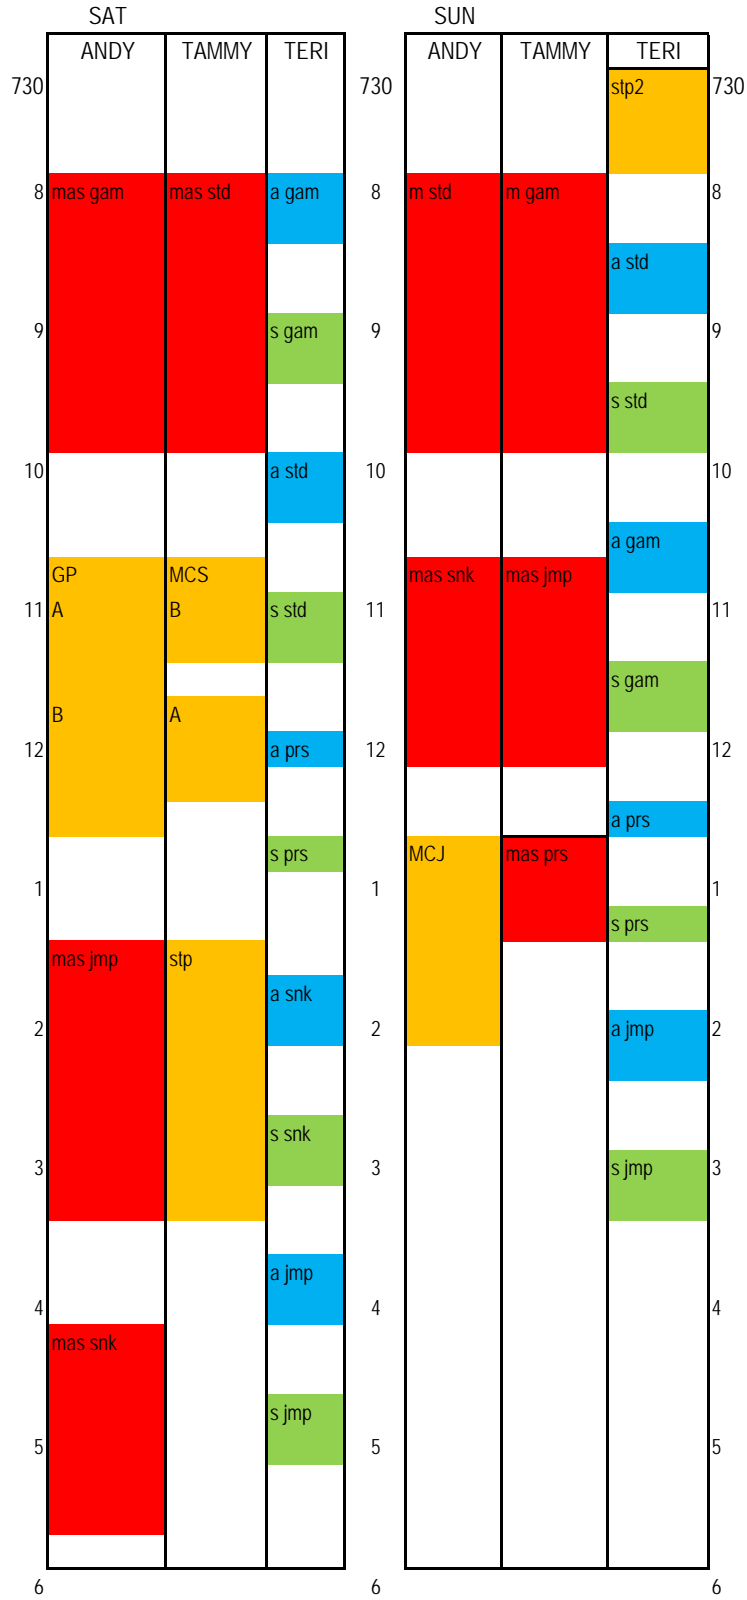 SAT SUN
ANDY TAMMY TERI ANDY TAMMY TERI
730 730 stp2 730
8 mas gam mas std a gam 8 m std m gam 8
a std
9 s gam 9 9
s std
10 a std 10 10
a gam
GP MCS mas snk mas jmp
11 A B s std 11 11
s gam
B A
12 a prs 12 12
a prs
s prs MCJ mas prs
1 1 1
s prs
mas jmp stp
a snk
2 2 a jmp 2
s snk
3 3 s jmp 3
a jmp
4 4 4
mas snk
s jmp
5 5 5
6 6 6